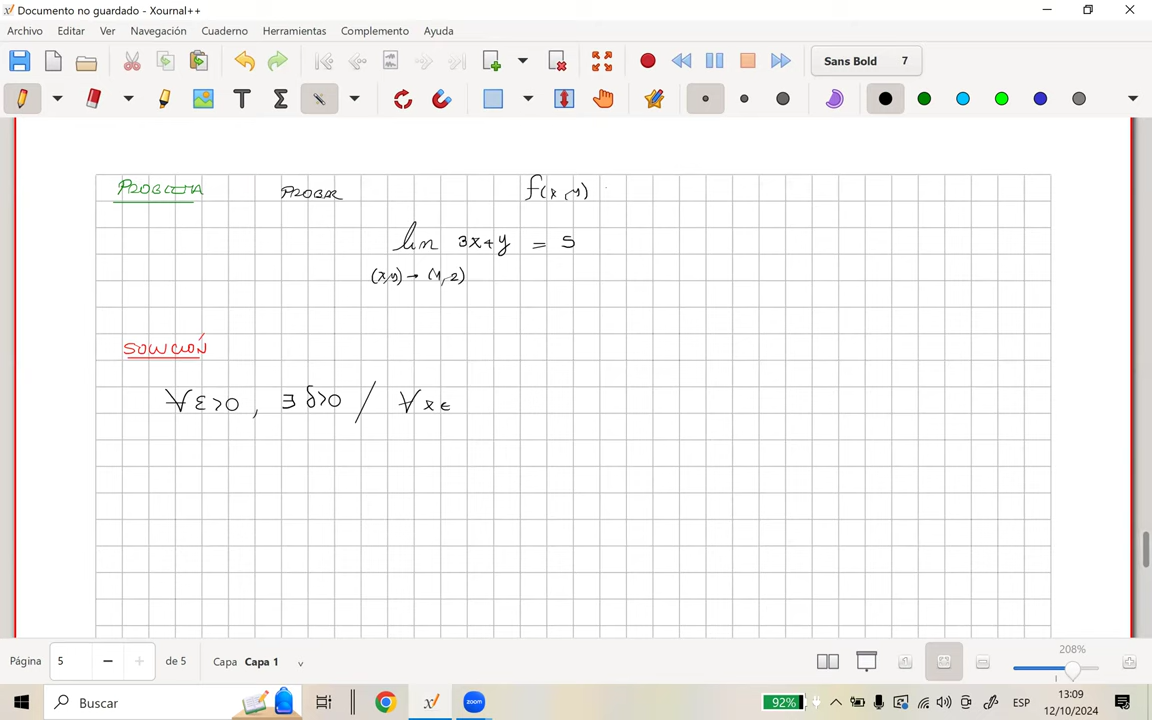 Documento no guardado - Xournal++
Archivo Editar Ver Navegación Cuaderno Herramientas Complemento Ayuda
Sans Bold 7
PROBLEMA PROBAR f(x,y)
lim 3x+y = 5
(x,y) → (1,2)
SOLUCIÓN
∀ε>0, ∃ δ>0 / ∀x∈
Página 5 de 5 Capa Capa 1 208%
Buscar 92% ESP 13:09
12/10/2024
zoom